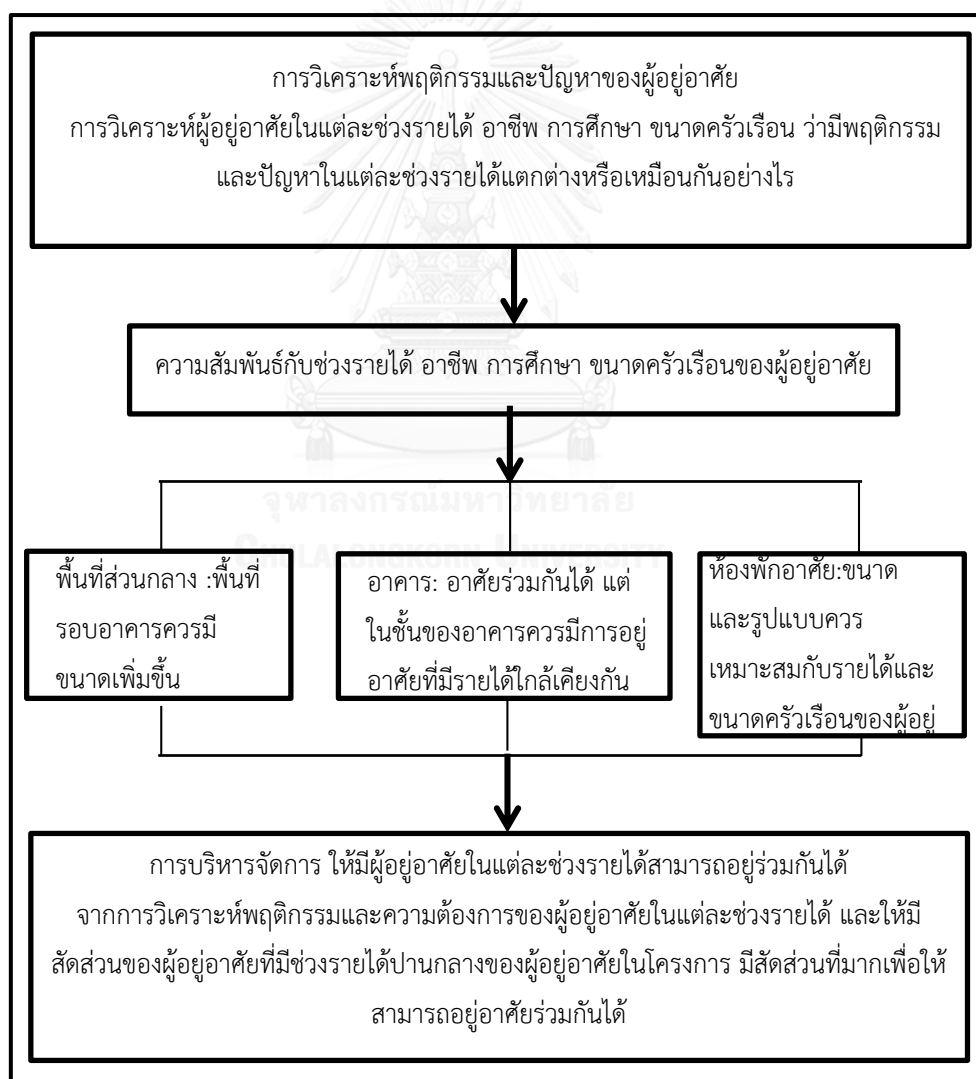 การวิเคราะห์พฤติกรรมและปัญหาของผู้อยู่อาศัย
การวิเคราะห์ผู้อยู่อาศัยในแต่ละช่วงรายได้ อาชีพ การศึกษา ขนาดครัวเรือน ว่ามีพฤติกรรม
และปัญหาในแต่ละช่วงรายได้แตกต่างหรือเหมือนกันอย่างไร
ความสัมพันธ์กับช่วงรายได้ อาชีพ การศึกษา ขนาดครัวเรือนของผู้อยู่อาศัย
จุฬาลงกรณ์มหาวิทยาลัย
CHULALONGKORN UNIVERSITY
พื้นที่ส่วนกลาง :พื้นที่
รอบอาคารควรมี
ขนาดเพิ่มขึ้น
อาคาร: อาศัยร่วมกันได้ แต่
ในชั้นของอาคารควรมีการอยู่
อาศัยที่มีรายได้ใกล้เคียงกัน
ห้องพักอาศัย:ขนาด
และรูปแบบควร
เหมาะสมกับรายได้และ
ขนาดครัวเรือนของผู้อยู่
การบริหารจัดการ ให้มีผู้อยู่อาศัยในแต่ละช่วงรายได้สามารถอยู่ร่วมกันได้
จากการวิเคราะห์พฤติกรรมและความต้องการของผู้อยู่อาศัยในแต่ละช่วงรายได้ และให้มี
สัดส่วนของผู้อยู่อาศัยที่มีช่วงรายได้ปานกลางของผู้อยู่อาศัยในโครงการ มีสัดส่วนที่มากเพื่อให้
สามารถอยู่อาศัยร่วมกันได้